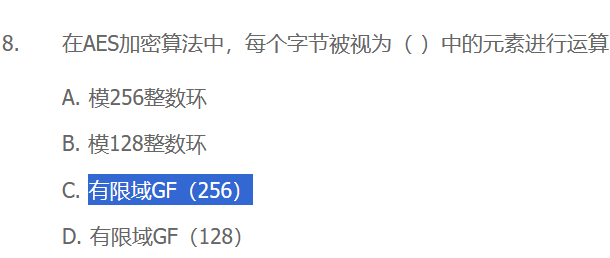 8. 在AES加密算法中，每个字节被视为（ ）中的元素进行运算
A. 模256整数环
B. 模128整数环
C. 有限域GF（256）
D. 有限域GF（128）